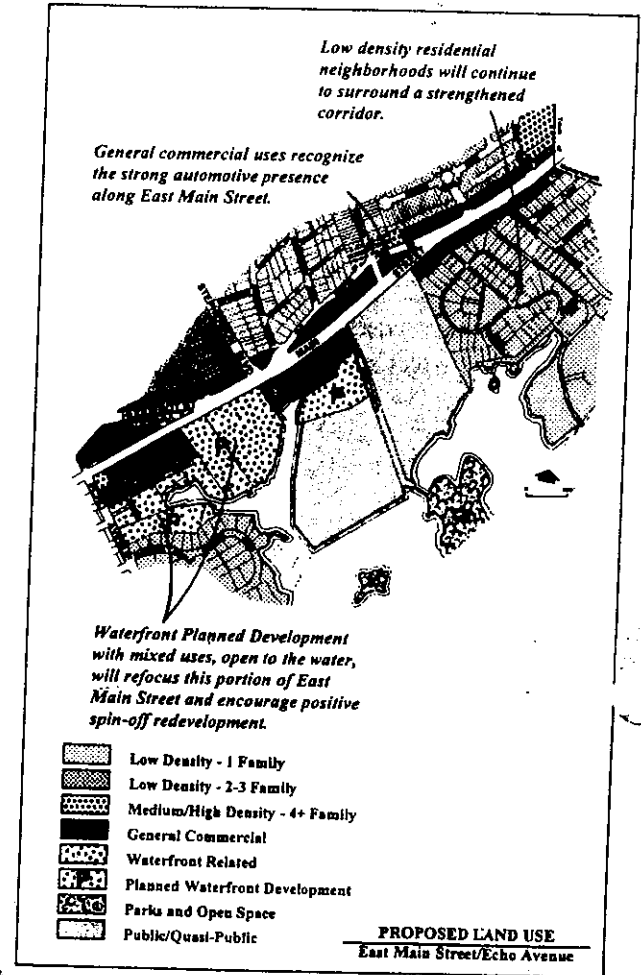 Low density residential
neighborhoods will continue
to surround a strengthened
corridor.
General commercial uses recognize
the strong automotive presence
along East Main Street.
MAIN
Waterfront Planned Development
with mixed uses, open to the water,
will refocus this portion of East
Main Street and encourage positive
spin-off redevelopment.
Low Density - 1 Family
Low Density - 2-3 Family
Medium/High Density - 4+ Family
General Commercial
Waterfront Related
Planned Waterfront Development
Parks and Open Space
Public/Quasi-Public
PROPOSED LAND USE
East Main Street/Echo Avenue